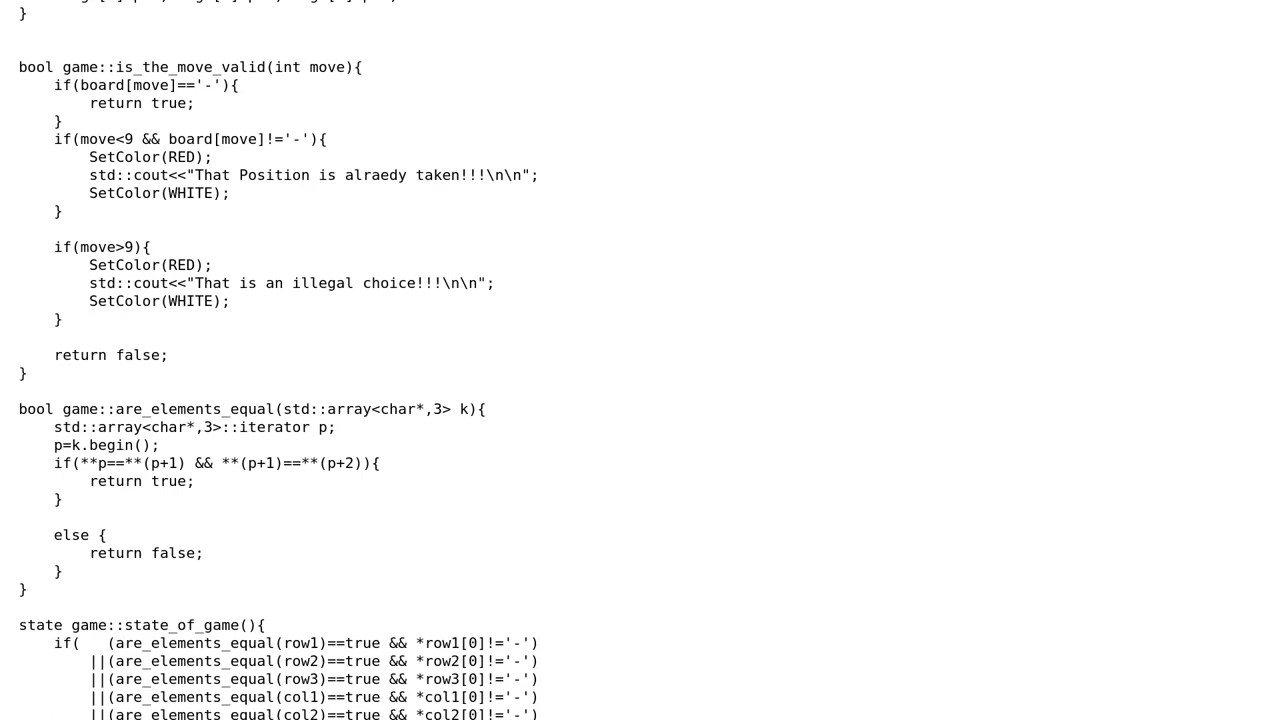 }
bool game::is_the_move_valid(int move){
    if(board[move]=='-'){
        return true;
    }
    if(move<9 && board[move]!='-'){
        SetColor(RED);
        std::cout<<"That Position is alraedy taken!!!\n\n";
        SetColor(WHITE);
    }
    if(move>9){
        SetColor(RED);
        std::cout<<"That is an illegal choice!!!\n\n";
        SetColor(WHITE);
    }
    return false;
}
bool game::are_elements_equal(std::array<char*,3> k){
    std::array<char*,3>::iterator p;
    p=k.begin();
    if(**p==**(p+1) && **(p+1)==**(p+2)){
        return true;
    }
    else {
        return false;
    }
}
state game::state_of_game(){
    if(   (are_elements_equal(row1)==true && *row1[0]!='-')
        ||(are_elements_equal(row2)==true && *row2[0]!='-')
        ||(are_elements_equal(row3)==true && *row3[0]!='-')
        ||(are_elements_equal(col1)==true && *col1[0]!='-')
        ||(are_elements_equal(col2)==true && *col2[0]!='-')